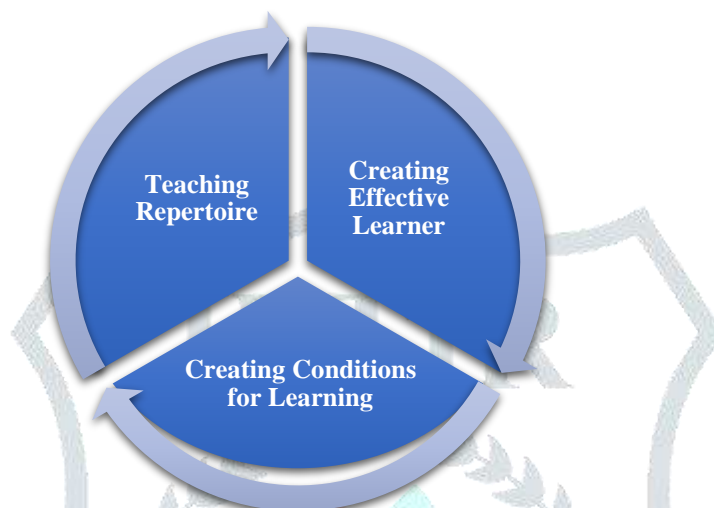 Teaching
Repertoire
Creating
Effective
Learner
Creating Conditions
for Learning